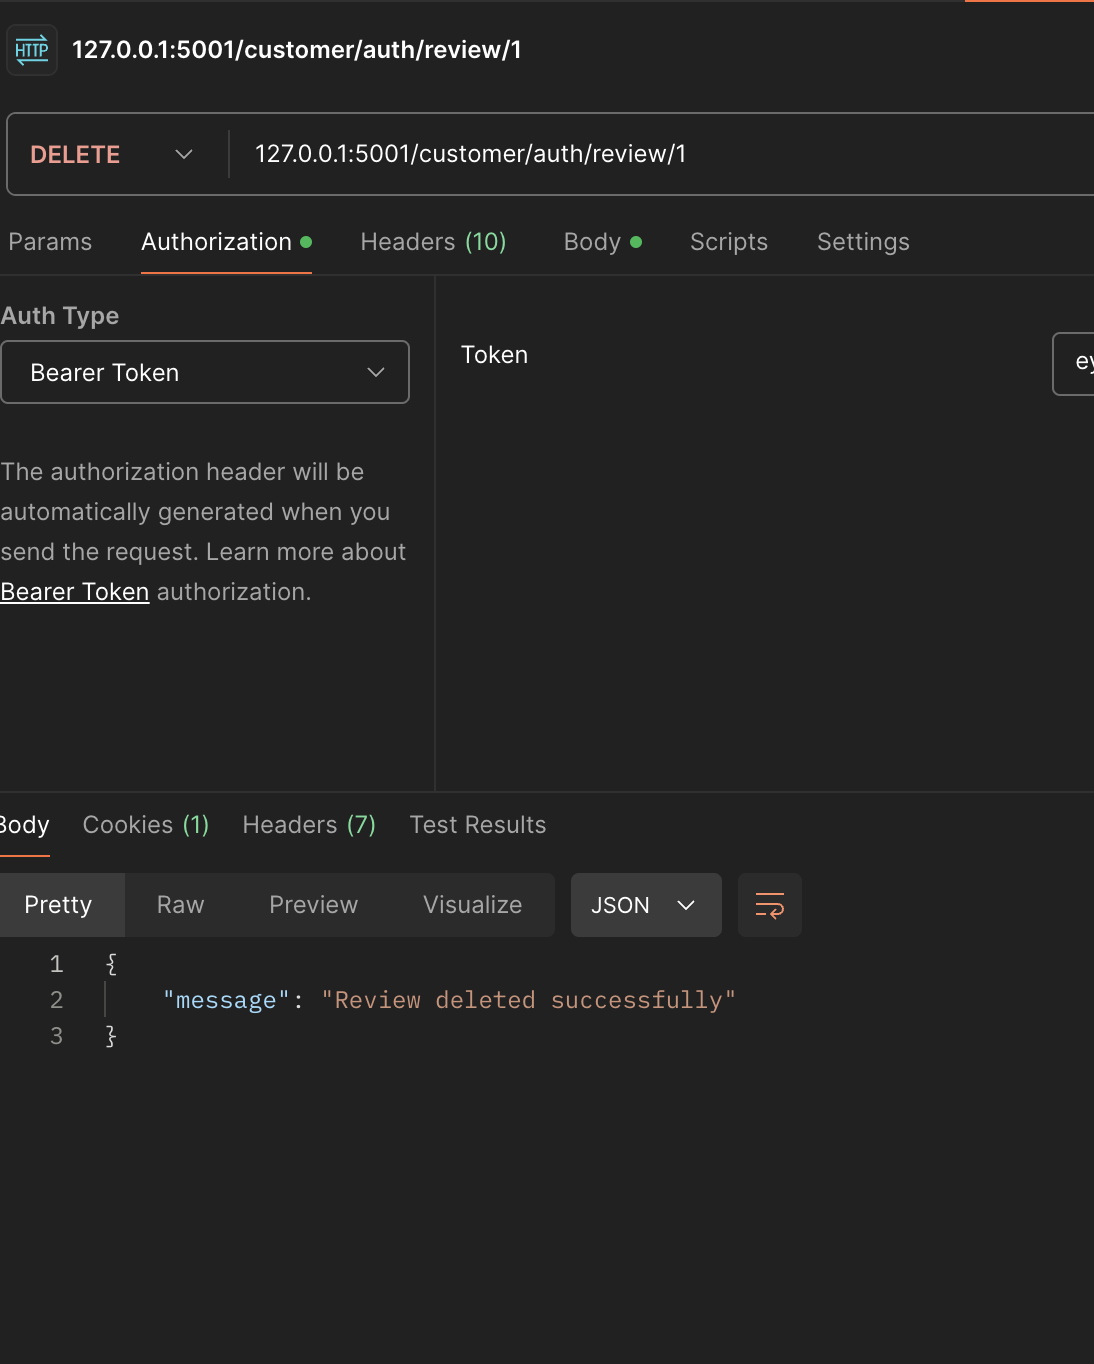 HTTP 127.0.0.1:5001/customer/auth/review/1
DELETE 127.0.0.1:5001/customer/auth/review/1
Params Authorization Headers (10) Body Scripts Settings
Auth Type
Bearer Token
Token
ey
The authorization header will be
automatically generated when you
send the request. Learn more about
Bearer Token authorization.
Body Cookies (1) Headers (7) Test Results
Pretty Raw Preview Visualize JSON
1 {
2 "message": "Review deleted successfully"
3 }